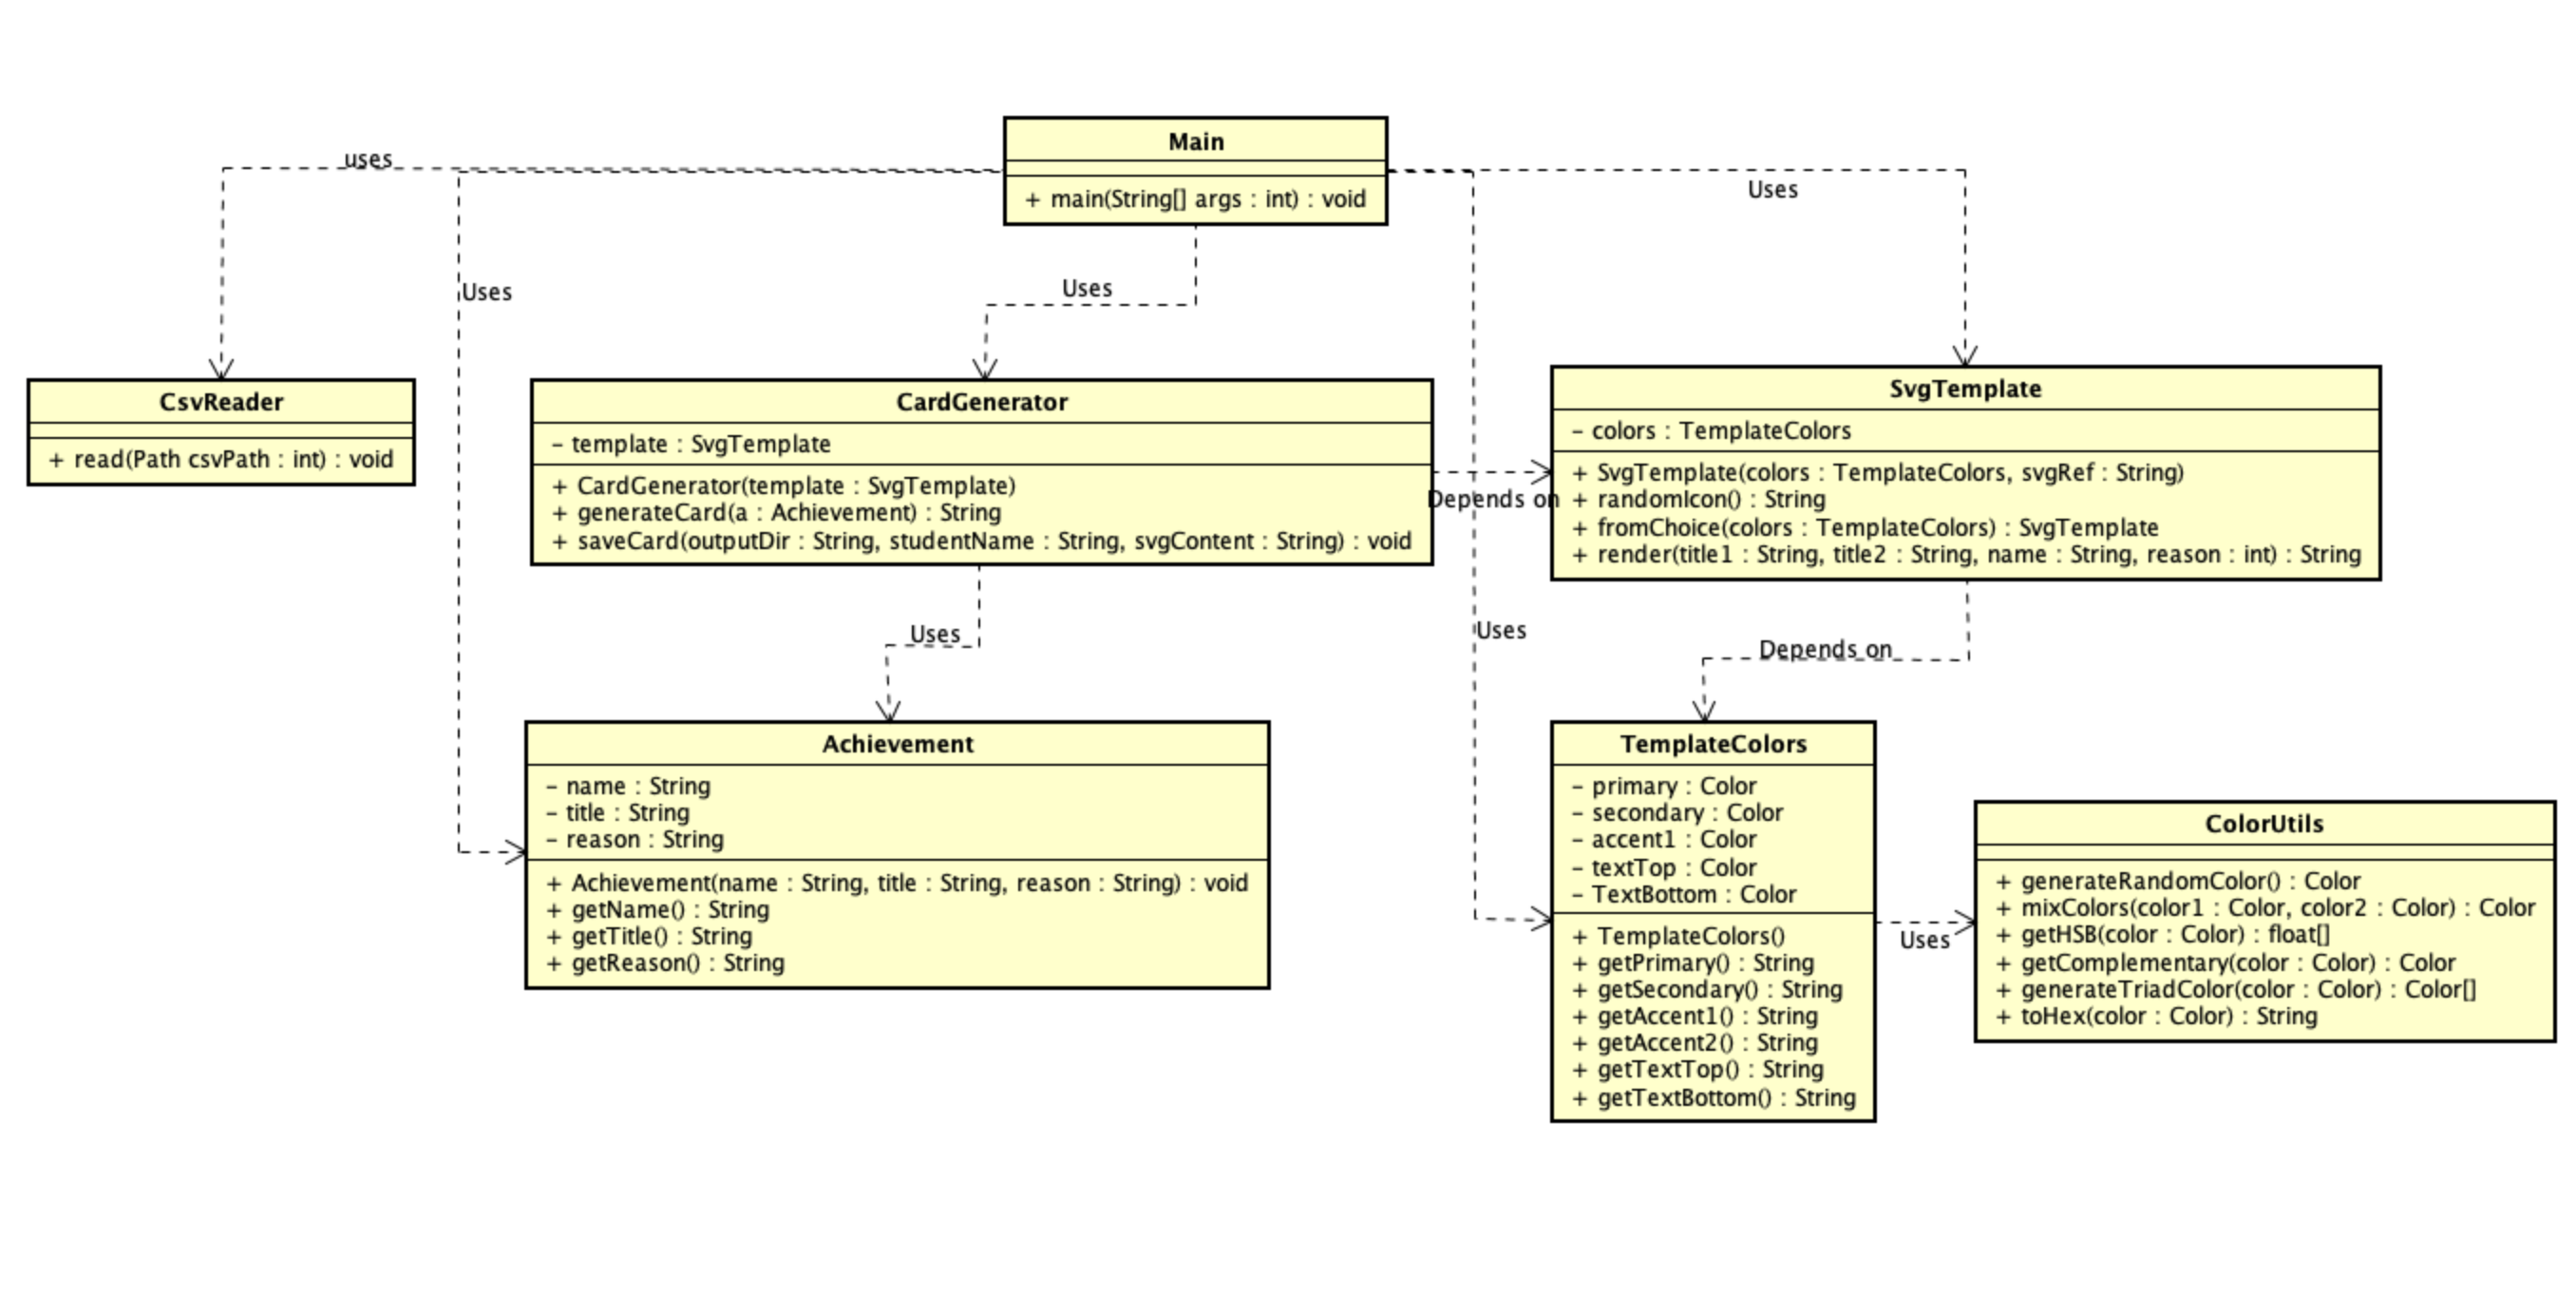 Main
+ main(String[] args : int) : void
uses
Uses
Uses
Uses
CsvReader
+ read(Path csvPath : int) : void
CardGenerator
- template : SvgTemplate
+ CardGenerator(template : SvgTemplate)
+ generateCard(a : Achievement) : String
+ saveCard(outputDir : String, studentName : String, svgContent : String) : void
Depends on
SvgTemplate
- colors : TemplateColors
+ SvgTemplate(colors : TemplateColors, svgRef : String)
+ randomIcon() : String
+ fromChoice(colors : TemplateColors) : SvgTemplate
+ render(title1 : String, title2 : String, name : String, reason : int) : String
Uses
Uses
Depends on
Achievement
- name : String
- title : String
- reason : String
+ Achievement(name : String, title : String, reason : String) : void
+ getName() : String
+ getTitle() : String
+ getReason() : String
TemplateColors
- primary : Color
- secondary : Color
- accent1 : Color
- textTop : Color
- TextBottom : Color
+ TemplateColors()
+ getPrimary() : String
+ getSecondary() : String
+ getAccent1() : String
+ getAccent2() : String
+ getTextTop() : String
+ getTextBottom() : String
Uses
ColorUtils
+ generateRandomColor() : Color
+ mixColors(color1 : Color, color2 : Color) : Color
+ getHSB(color : Color) : float[]
+ getComplementary(color : Color) : Color
+ generateTriadColor(color : Color) : Color[]
+ toHex(color : Color) : String